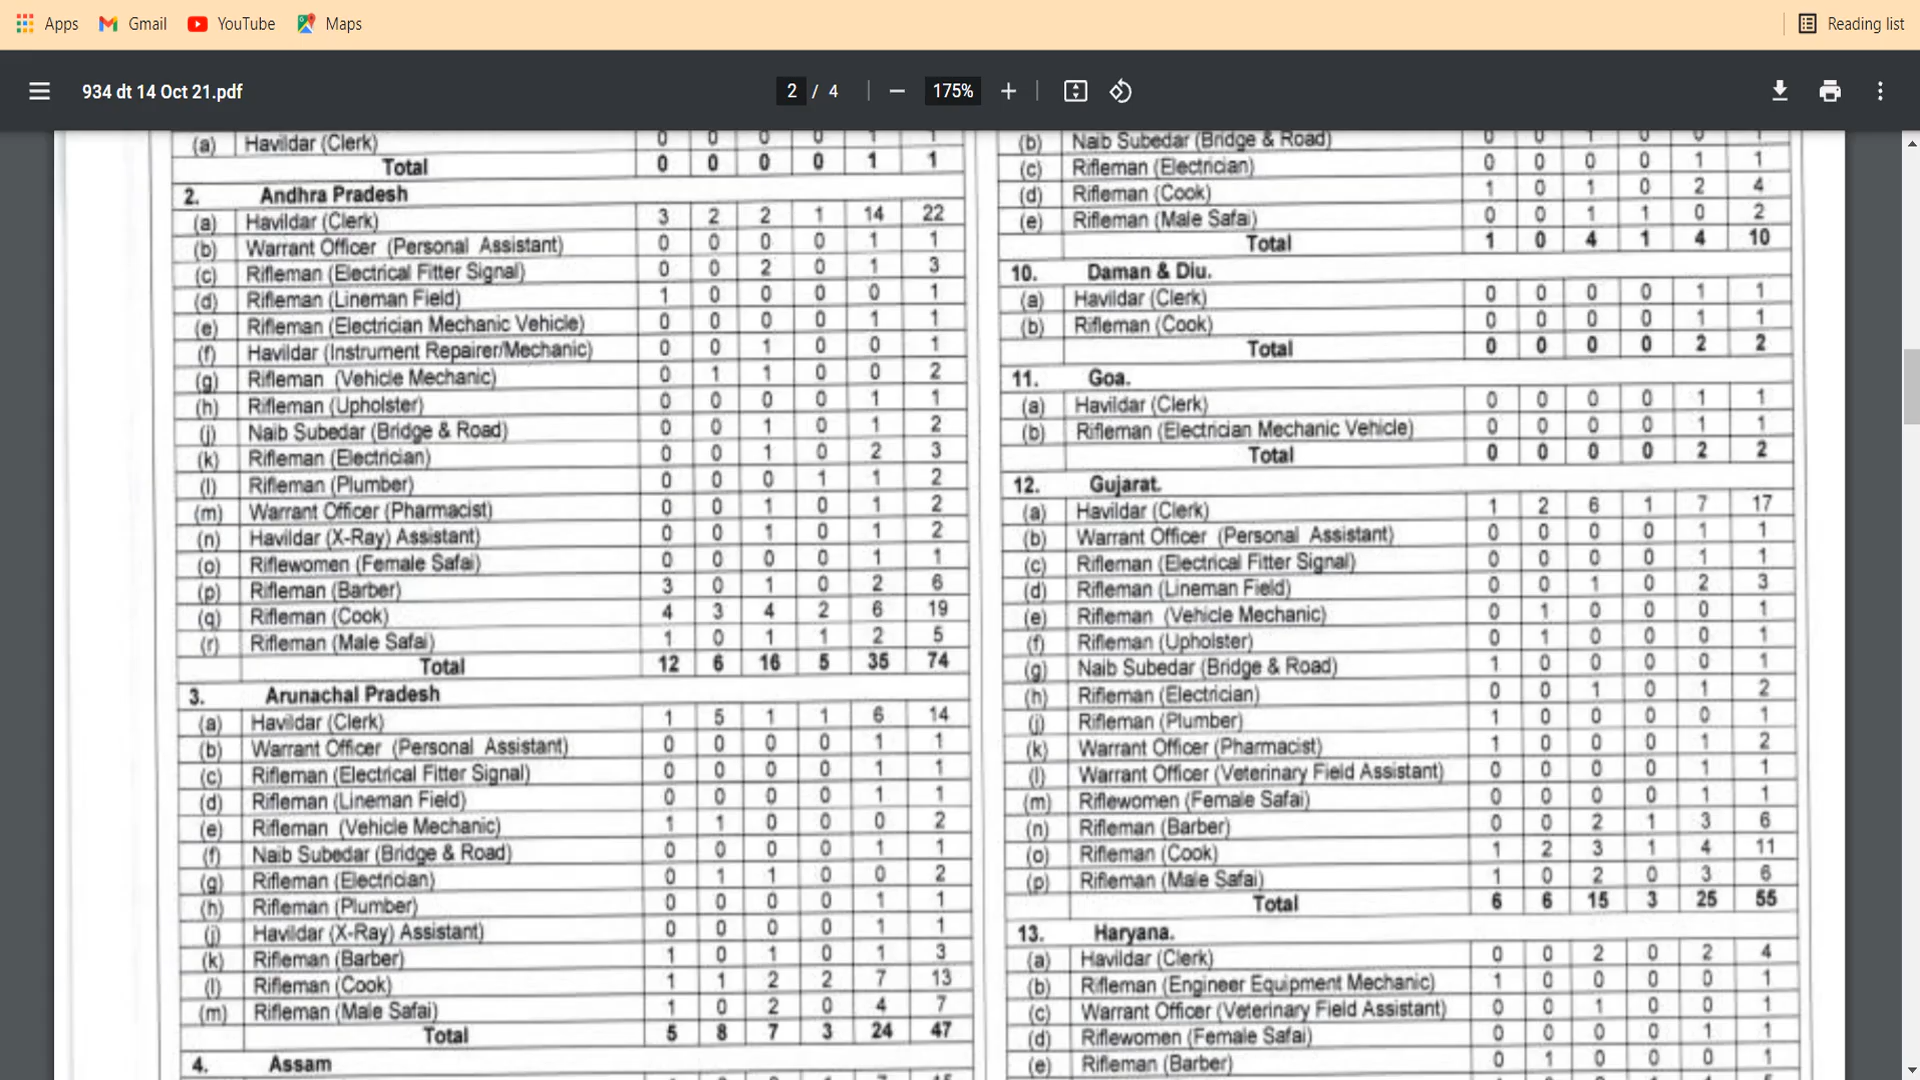 Apps Gmail YouTube Maps Reading list
934 dt 14 Oct 21.pdf 2 / 4 175%
(a) Havildar (Clerk) 0 0 0 0 1 1
Total 0 0 0 0 1 1
2. Andhra Pradesh
(a) Havildar (Clerk) 3 2 2 1 14 22
(b) Warrant Officer (Personal Assistant) 0 0 0 0 1 1
(c) Rifleman (Electrical Fitter Signal) 0 0 2 0 1 3
(d) Rifleman (Lineman Field) 1 0 0 0 0 1
(e) Rifleman (Electrician Mechanic Vehicle) 0 0 0 0 1 1
(f) Havildar (Instrument Repairer/Mechanic) 0 0 1 0 0 1
(g) Rifleman (Vehicle Mechanic) 0 1 1 0 0 2
(h) Rifleman (Upholster) 0 0 0 0 1 1
(j) Naib Subedar (Bridge & Road) 0 0 1 0 1 2
(k) Rifleman (Electrician) 0 0 1 0 2 3
(l) Rifleman (Plumber) 0 0 0 1 1 2
(m) Warrant Officer (Pharmacist) 0 0 1 0 1 2
(n) Havildar (X-Ray) Assistant) 0 0 1 0 1 2
(o) Riflewomen (Female Safai) 0 0 0 0 1 1
(p) Rifleman (Barber) 3 0 1 0 2 6
(q) Rifleman (Cook) 4 3 4 2 6 19
(r) Rifleman (Male Safai) 1 0 1 1 2 5
Total 12 6 16 5 35 74
3. Arunachal Pradesh
(a) Havildar (Clerk) 1 5 1 1 6 14
(b) Warrant Officer (Personal Assistant) 0 0 0 0 1 1
(c) Rifleman (Electrical Fitter Signal) 0 0 0 0 1 1
(d) Rifleman (Lineman Field) 0 0 0 0 1 1
(e) Rifleman (Vehicle Mechanic) 1 1 0 0 0 2
(f) Naib Subedar (Bridge & Road) 0 0 0 0 1 1
(g) Rifleman (Electrician) 0 1 1 0 0 2
(h) Rifleman (Plumber) 0 0 0 0 1 1
(j) Havildar (X-Ray) Assistant) 0 0 0 0 1 1
(k) Rifleman (Barber) 1 0 1 0 1 3
(l) Rifleman (Cook) 1 1 2 2 7 13
(m) Rifleman (Male Safai) 1 0 2 0 4 7
Total 5 8 7 3 24 47
4. Assam
(b) Naib Subedar (Bridge & Road) 0 0 1 0 0 1
(c) Rifleman (Electrician) 0 0 0 0 1 1
(d) Rifleman (Cook) 1 0 1 0 2 4
(e) Rifleman (Male Safai) 0 0 1 1 0 2
Total 1 0 4 1 4 10
10. Daman & Diu.
(a) Havildar (Clerk) 0 0 0 0 1 1
(b) Rifleman (Cook) 0 0 0 0 1 1
Total 0 0 0 0 2 2
11. Goa.
(a) Havildar (Clerk) 0 0 0 0 1 1
(b) Rifleman (Electrician Mechanic Vehicle) 0 0 0 0 1 1
Total 0 0 0 0 2 2
12. Gujarat.
(a) Havildar (Clerk) 1 2 6 1 7 17
(b) Warrant Officer (Personal Assistant) 0 0 0 0 1 1
(c) Rifleman (Electrical Fitter Signal) 0 0 0 0 1 1
(d) Rifleman (Lineman Field) 0 0 1 0 2 3
(e) Rifleman (Vehicle Mechanic) 0 1 0 0 0 1
(f) Rifleman (Upholster) 0 1 0 0 0 1
(g) Naib Subedar (Bridge & Road) 1 0 0 0 0 1
(h) Rifleman (Electrician) 0 0 1 0 1 2
(j) Rifleman (Plumber) 1 0 0 0 0 1
(k) Warrant Officer (Pharmacist) 1 0 0 0 1 2
(l) Warrant Officer (Veterinary Field Assistant) 0 0 0 0 1 1
(m) Riflewomen (Female Safai) 0 0 0 0 1 1
(n) Rifleman (Barber) 0 0 2 1 3 6
(o) Rifleman (Cook) 1 2 3 1 4 11
(p) Rifleman (Male Safai) 1 0 2 0 3 6
Total 6 6 15 3 25 55
13. Haryana.
(a) Havildar (Clerk) 0 0 2 0 2 4
(b) Rifleman (Engineer Equipment Mechanic) 1 0 0 0 0 1
(c) Warrant Officer (Veterinary Field Assistant) 0 0 1 0 0 1
(d) Riflewomen (Female Safai) 0 0 0 0 1 1
(e) Rifleman (Barber) 0 1 0 0 0 1